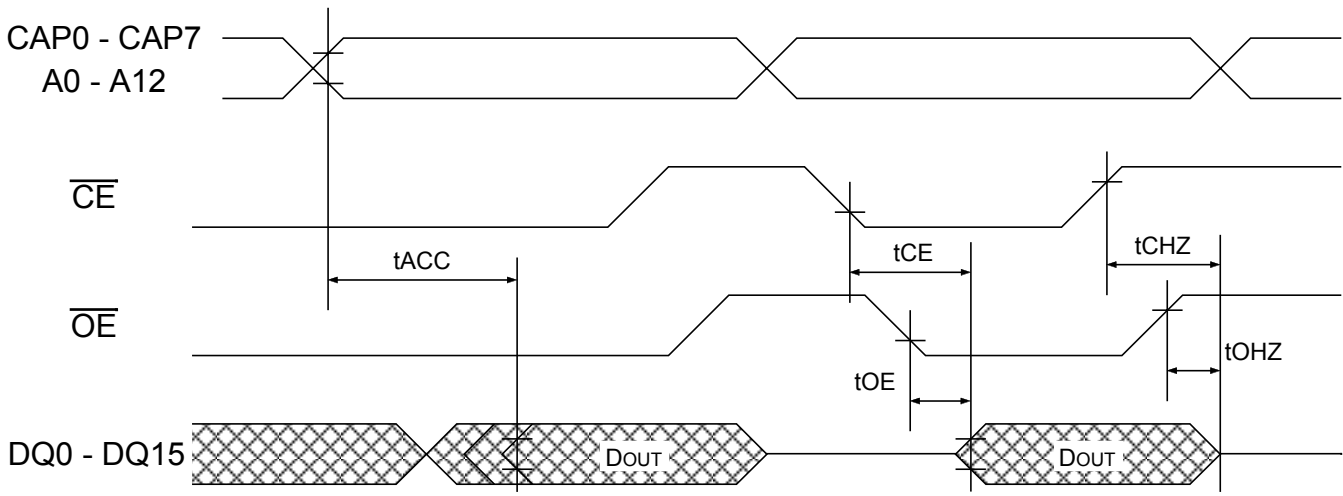 CAP0 - CAP7
A0 - A12
CE
tCHZ
tCE
tACC
OE
tOHZ
tOE
DQ0 - DQ15
DOUT
DOUT